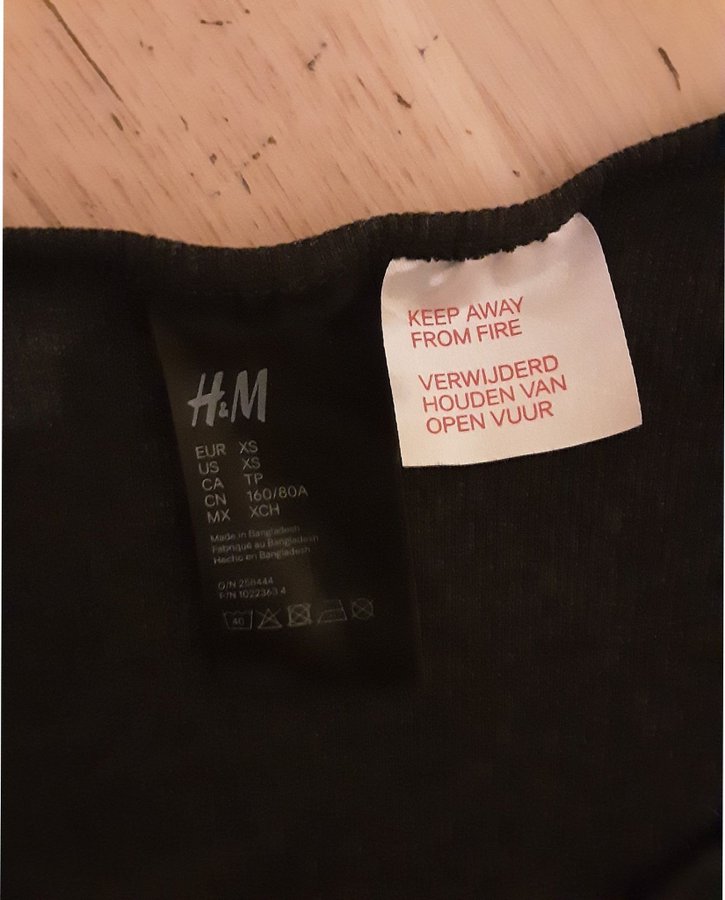 H&M
EUR XS
US XS
CA TP
CN 160/80A
MX XCH
Made in Bangladesh
Fabriqué au Bangladesh
Hecho en Bangladesh
O/N 258444
P/N 1022363 4
40
KEEP AWAY
FROM FIRE
VERWIJDERD
HOUDEN VAN
OPEN VUUR